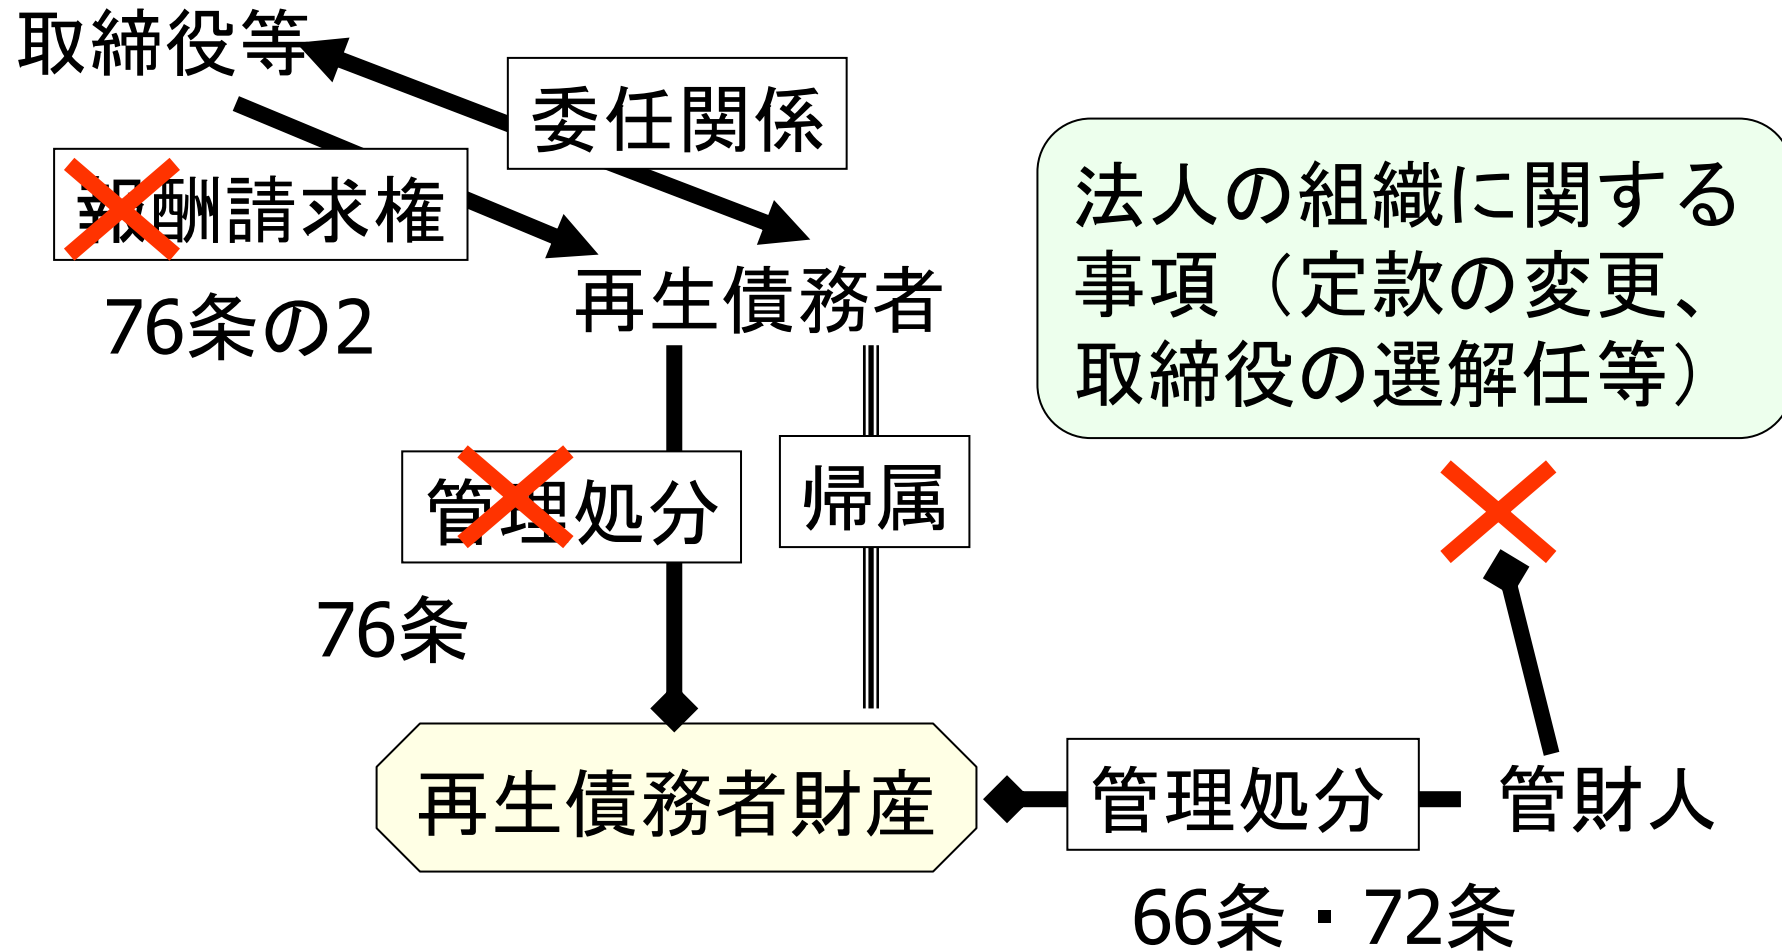 取締役等
委任関係
報酬請求権
76条の2
再生債務者
法人の組織に関する
事項（定款の変更、
取締役の選解任等）
管理処分
帰属
76条
再生債務者財産
管理処分
管財人
66条・72条